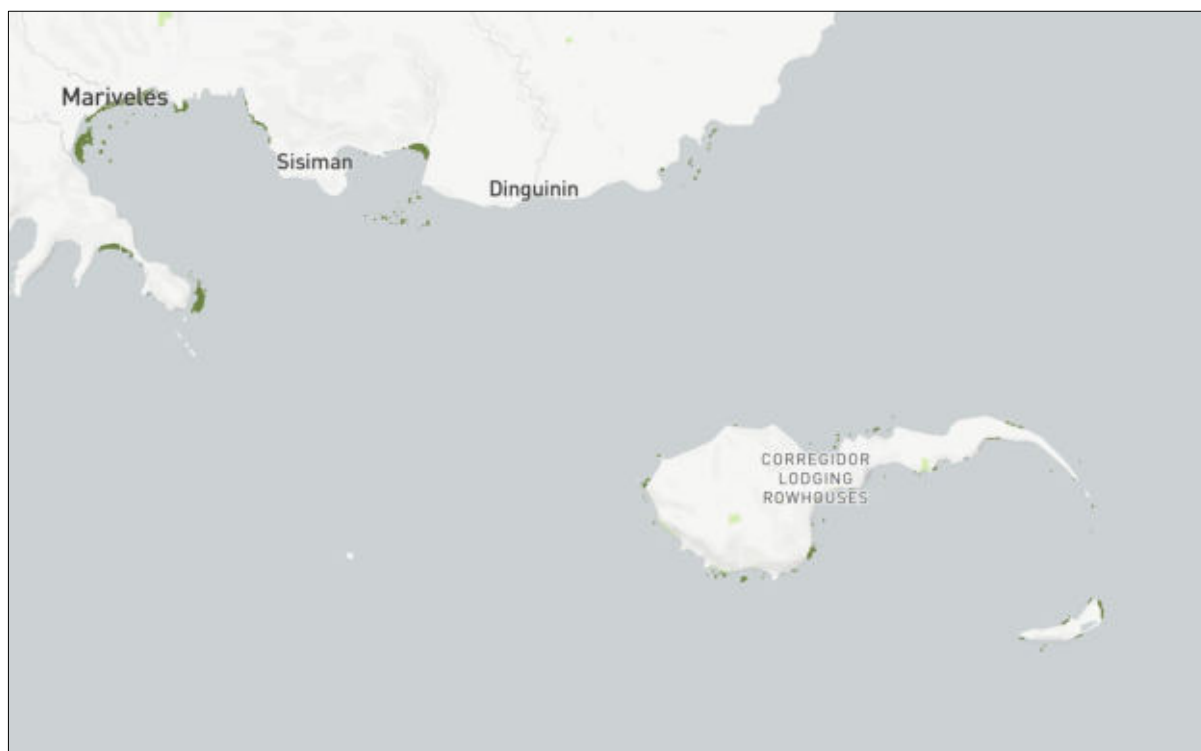 Mariveles
Sisiman
Dinguinin
CORREGIDOR
LODGING
ROWHOUSES